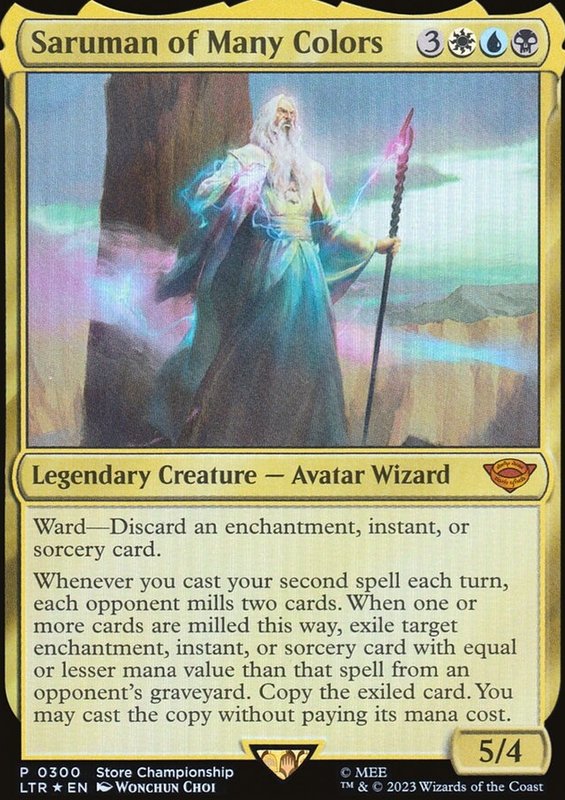 Saruman of Many Colors 3
Legendary Creature — Avatar Wizard
Ward—Discard an enchantment, instant, or
sorcery card.
Whenever you cast your second spell each turn,
each opponent mills two cards. When one or
more cards are milled this way, exile target
enchantment, instant, or sorcery card with equal
or lesser mana value than that spell from an
opponent's graveyard. Copy the exiled card. You
may cast the copy without paying its mana cost.
5/4
P 0300 Store Championship
LTR ★ EN Wonchun Choi
© MEE
™ & © 2023 Wizards of the Coast